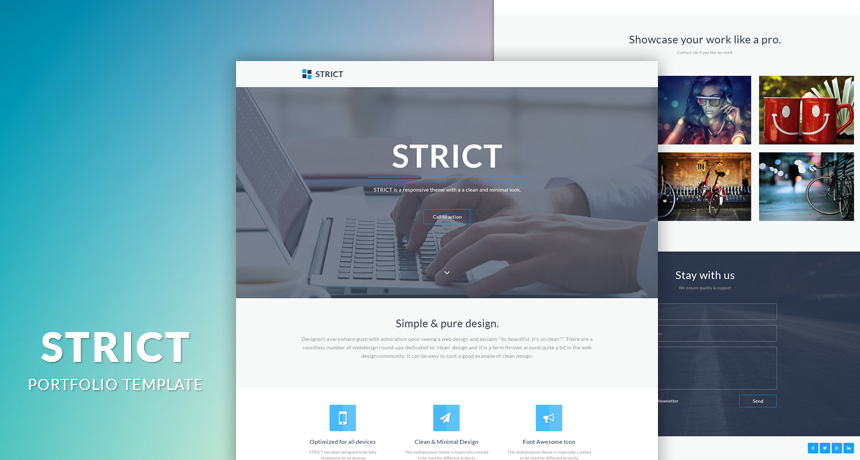 STRICT
PORTFOLIO TEMPLATE
STRICT
STRICT
STRICT is a responsive theme with a a clean and minimal look.
Call to action
Simple & pure design.
Designers everywhere gush with admiration upon seeing a web design and exclaim "its beautiful, it's so clean!". There are a
countless number of webdesign round-ups dedicated to 'clean' design and it is a term thrown around quite a bit in the web
design community. It can be easy to spot a good example of clean design.
Optimized for all devices
STRICT has been designed to be fully
responsive on all devices
Clean & Minimal Design
This multipurpose theme is especially created
to be used for different projects.
Font Awesome Icon
This multipurpose theme is especially created
to be used for different projects.
Showcase your work like a pro.
Contact me if you like my work
Stay with us
We ensure quality & support
Newsletter
Send